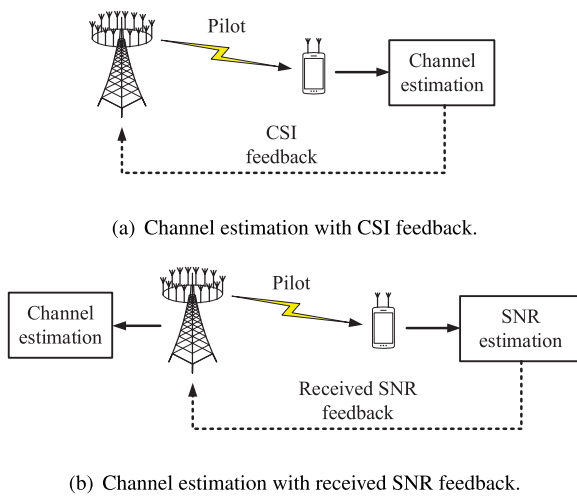 Pilot
Channel
estimation
CSI
feedback
(a) Channel estimation with CSI feedback.
Channel
estimation
Pilot
SNR
estimation
Received SNR
feedback
(b) Channel estimation with received SNR feedback.